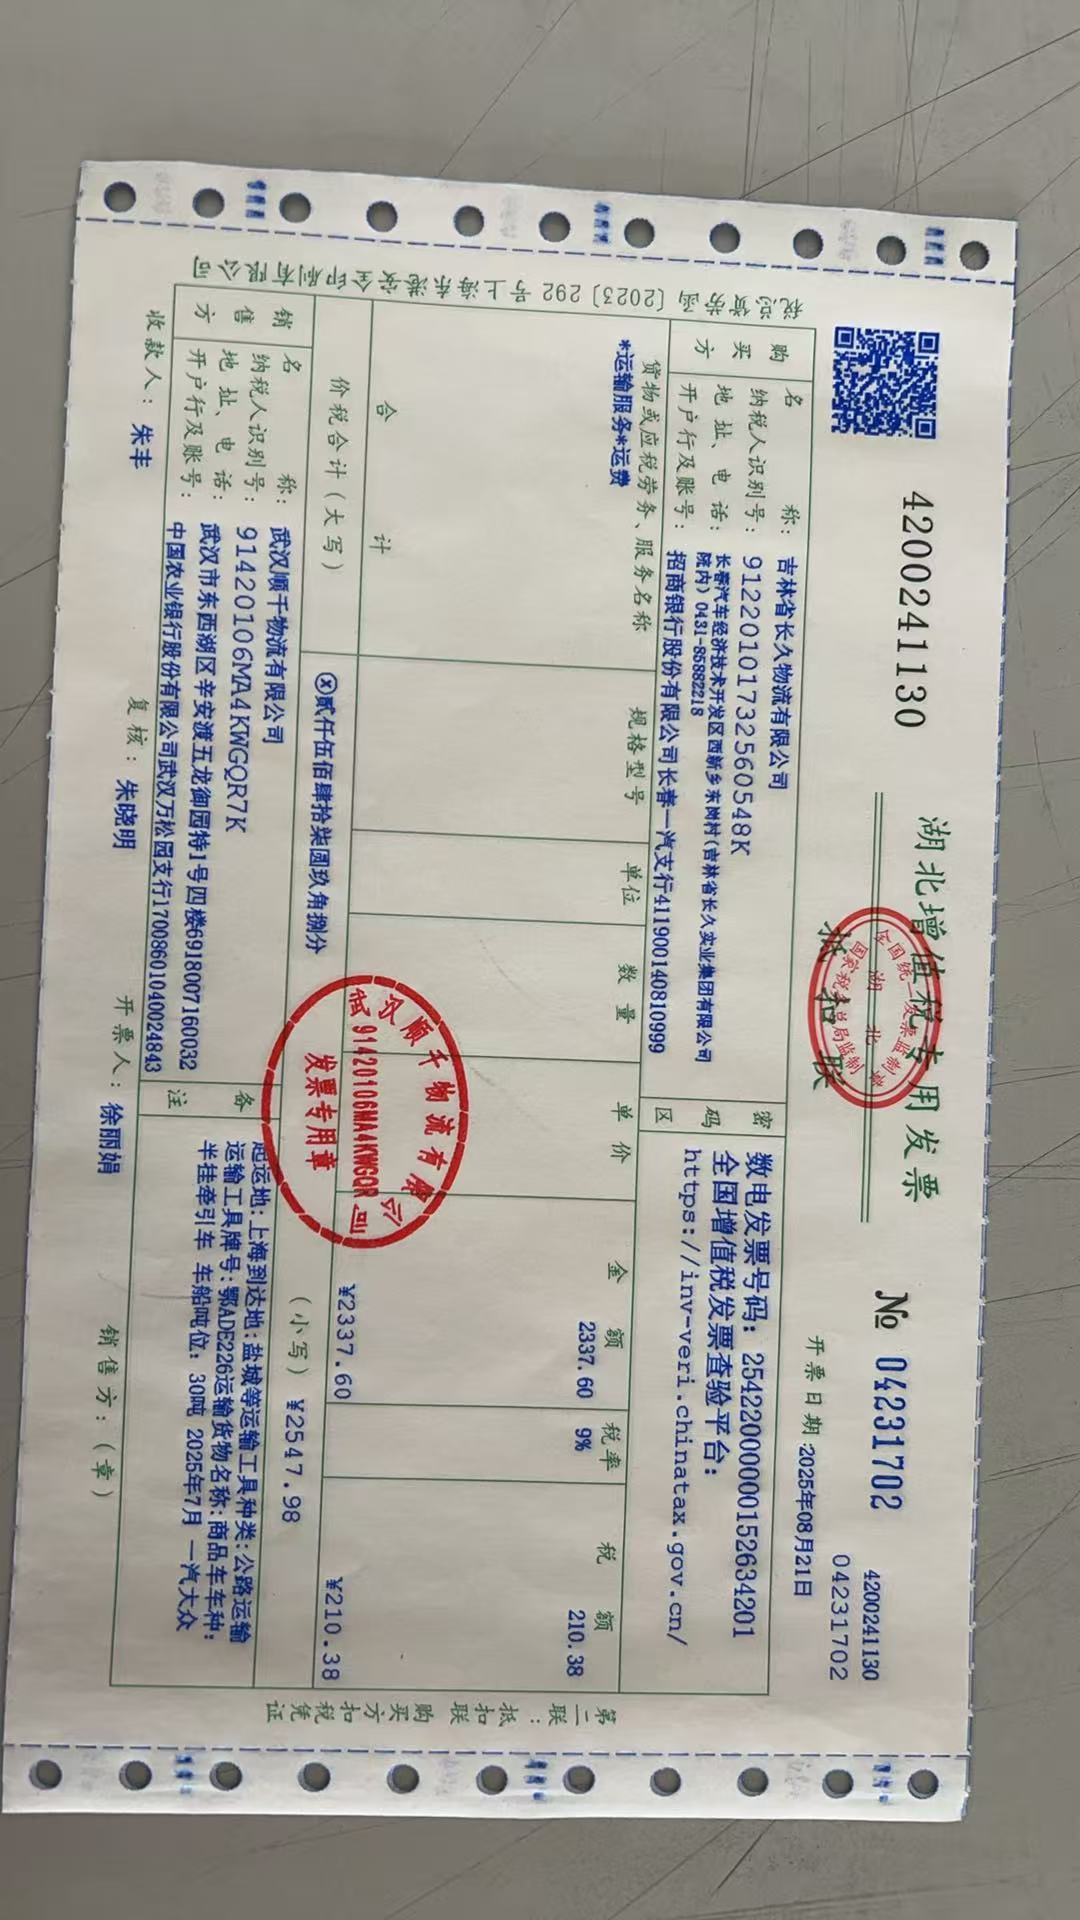 4200241130
湖北增值税专用发票
抵扣联
全国统一发票监制章
湖北
国家税务总局监制
№ 04231702
4200241130
04231702
开票日期:2025年08月21日
税总货劳函〔2023〕292号上海东港安全印刷有限公司
购买方
名称:吉林省长久物流有限公司
纳税人识别号:91220101732560548K
地址、电话:长春汽车经济技术开发区西新乡东岗村(吉林省长久实业集团有限公司
院内)0431-85882218
开户行及账号:招商银行股份有限公司长春一汽支行411900140810999
密码区
数电发票号码:25422000000152634201
全国增值税发票查验平台:
https://inv-veri.chinatax.gov.cn/
货物或应税劳务、服务名称 规格型号 单位 数量 单价 金额 税率 税额
*运输服务*运费 2337.60 9% 210.38
合计 ¥2337.60 ¥210.38
价税合计(大写) ⓧ贰仟伍佰肆拾柒圆玖角捌分 (小写)¥2547.98
销售方
名称:武汉顺千物流有限公司
纳税人识别号:91420106MA4KWGQR7K
地址、电话:武汉市东西湖区辛安渡五龙御园特1号四楼6918007160032
开户行及账号:中国农业银行股份有限公司武汉万松园支行17008601040024843
备注
起运地:上海到达地:盐城等运输工具种类:公路运输
运输工具牌号:鄂ADE226运输货物名称:商品车车种:
半挂牵引车 车船吨位:30吨 2025年7月 一汽大众
武汉顺千物流有限公司
发票专用章
收款人:朱丰 复核:朱晓明 开票人:徐丽娟 销售方:(章)
第二联:抵扣联 购买方扣税凭证